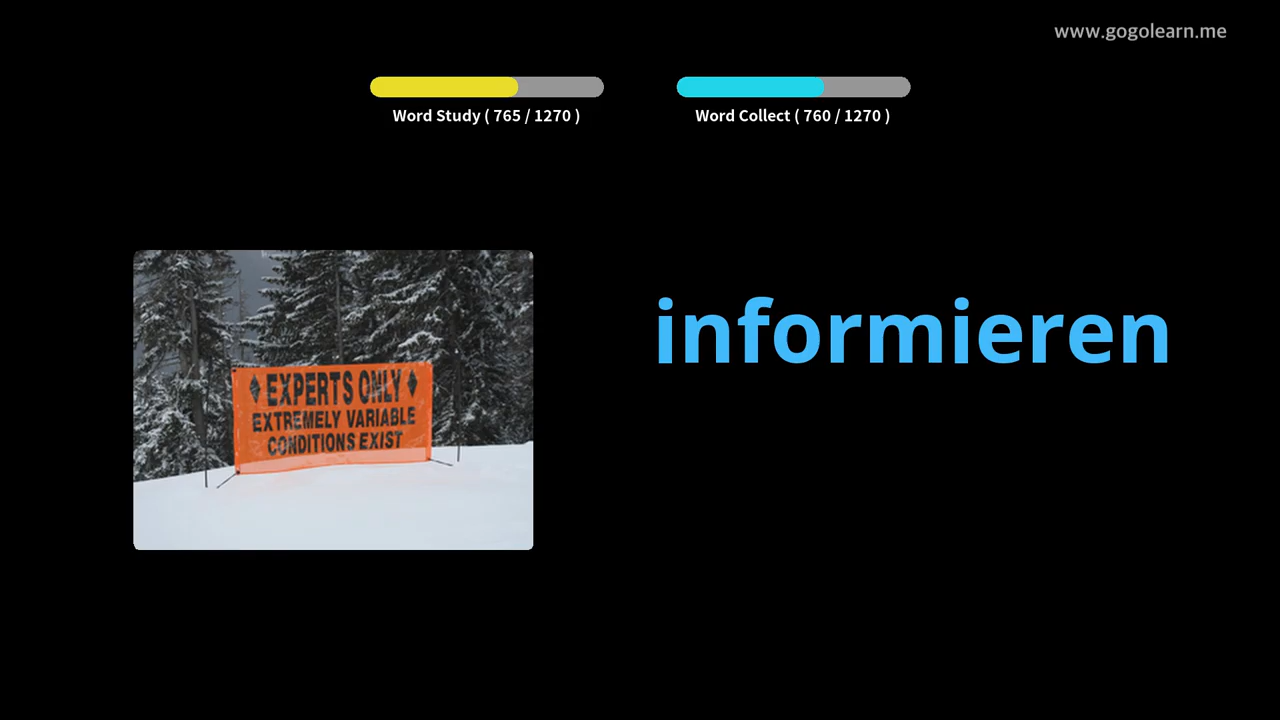 www.gogolearn.me
Word Study ( 765 / 1270 )
Word Collect ( 760 / 1270 )
informieren
EXPERTS ONLY
EXTREMELY VARIABLE
CONDITIONS EXIST